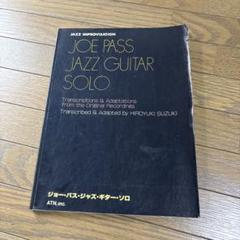 JAZZ IMPROVISATION
JOE PASS
JAZZ GUITAR
SOLO
Transcriptions & Adaptations
From the Original Recordings
Transcribed & Adapted by HIROYUKI SUZUKI
ジョー・パス・ジャズ・ギター・ソロ
ATN, inc.